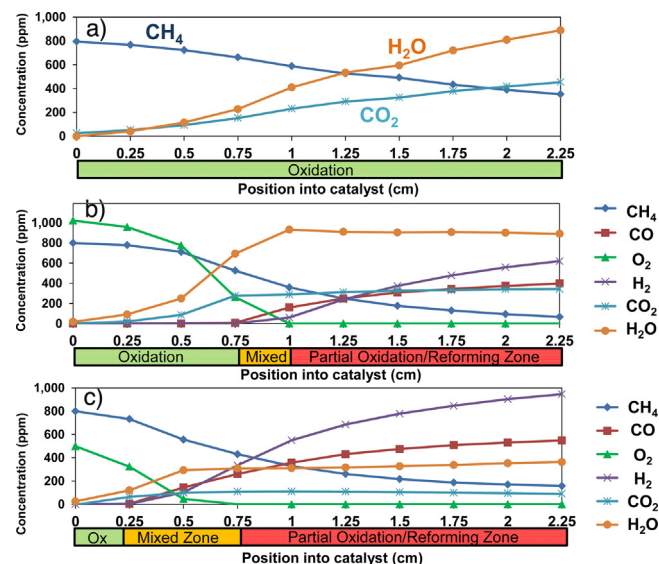 a)
1,000
800
600
400
200
0
Concentration (ppm)
CH4
H2O
CO2
0 0.25 0.5 0.75 1 1.25 1.5 1.75 2 2.25
Oxidation
Position into catalyst (cm)
b)
1,000
800
600
400
200
0
Concentration (ppm)
0 0.25 0.5 0.75 1 1.25 1.5 1.75 2 2.25
Oxidation Mixed Partial Oxidation/Reforming Zone
Position into catalyst (cm)
CH4
CO
O2
H2
CO2
H2O
c)
1,000
800
600
400
200
0
Concentration (ppm)
0 0.25 0.5 0.75 1 1.25 1.5 1.75 2 2.25
Ox Mixed Zone Partial Oxidation/Reforming Zone
Position into catalyst (cm)
CH4
CO
O2
H2
CO2
H2O